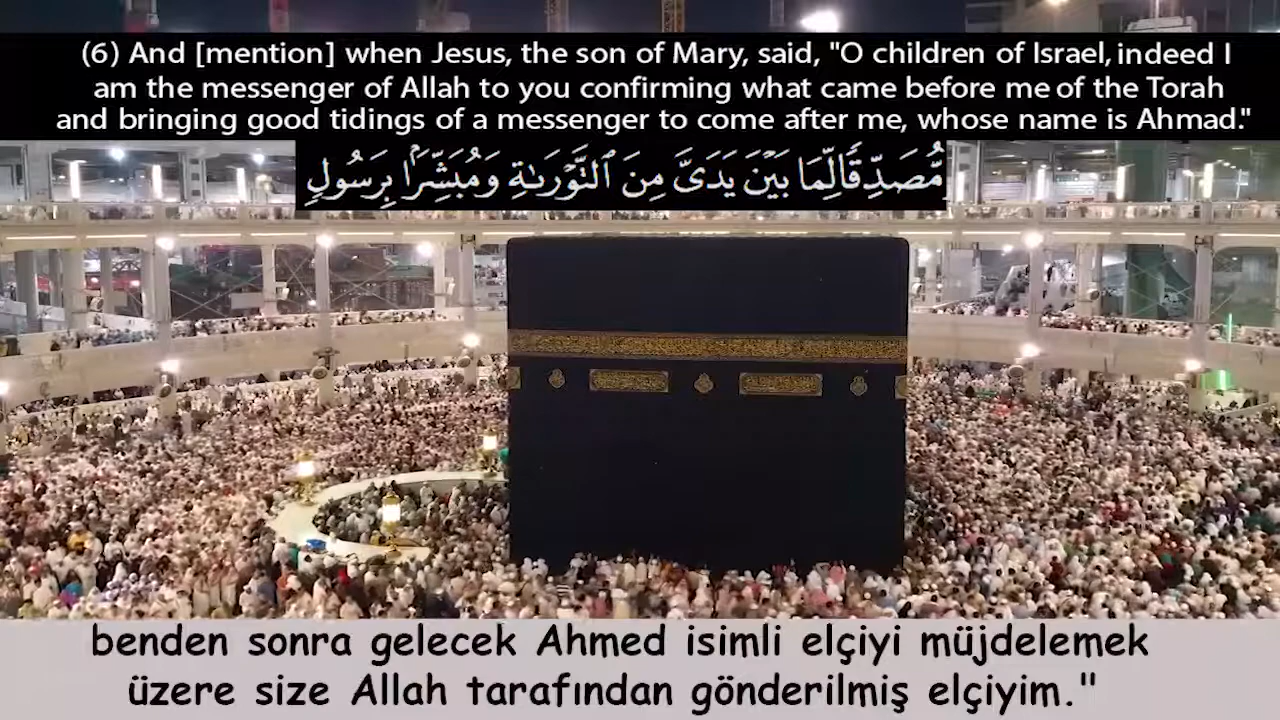 (6) And [mention] when Jesus, the son of Mary, said, "O children of Israel, indeed I
am the messenger of Allah to you confirming what came before me of the Torah
and bringing good tidings of a messenger to come after me, whose name is Ahmad."
مُّصَدِّقًا لِّمَا بَيْنَ يَدَىَّ مِنَ ٱلتَّوْرَىٰةِ وَمُبَشِّرًۢا بِرَسُولٍ
benden sonra gelecek Ahmed isimli elçiyi müjdelemek
üzere size Allah tarafından gönderilmiş elçiyim."